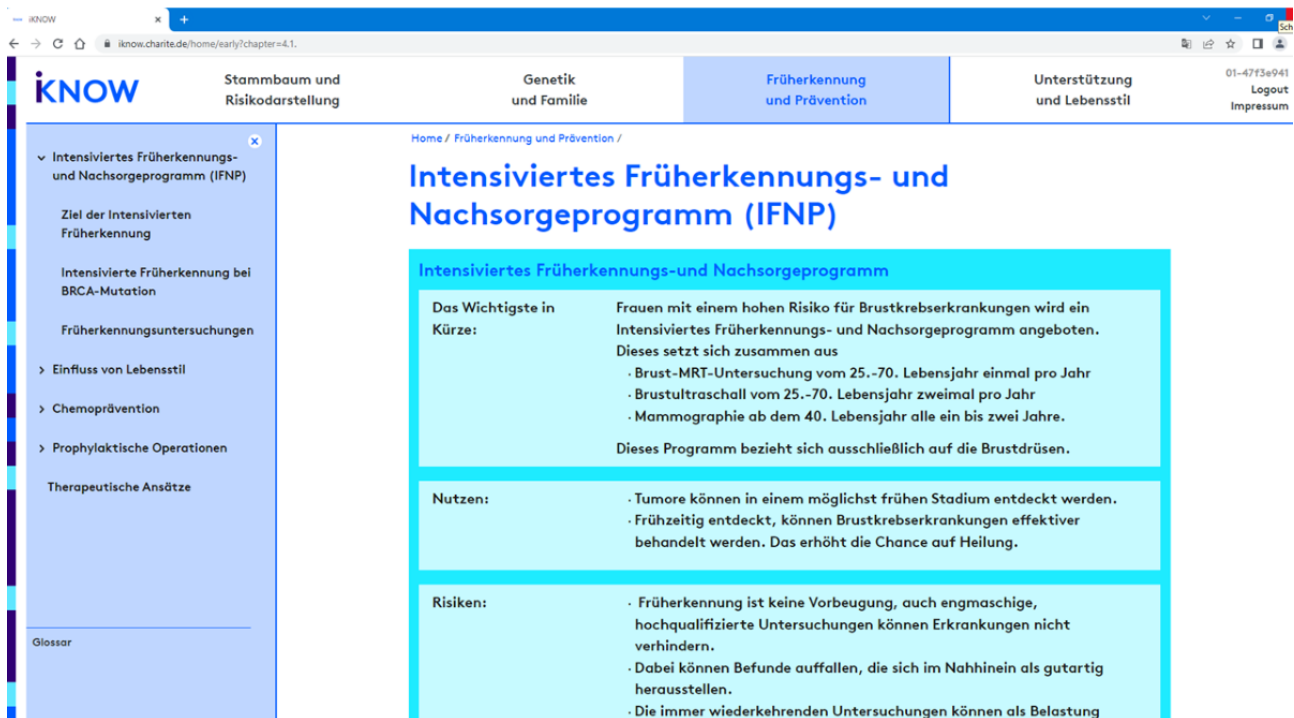 iKNOW
iknow.charite.de/home/early?chapter=4.1.
Sch
iKNOW
Stammbaum und
Risikodarstellung
Genetik
und Familie
Früherkennung
und Prävention
Unterstützung
und Lebensstil
01-47f3e941
Logout
Impressum
Intensiviertes Früherkennungs-
und Nachsorgeprogramm (IFNP)
Ziel der Intensivierten
Früherkennung
Intensivierte Früherkennung bei
BRCA-Mutation
Früherkennungsuntersuchungen
Einfluss von Lebensstil
Chemoprävention
Prophylaktische Operationen
Therapeutische Ansätze
Glossar
Home / Früherkennung und Prävention /
Intensiviertes Früherkennungs- und
Nachsorgeprogramm (IFNP)
Intensiviertes Früherkennungs-und Nachsorgeprogramm
Das Wichtigste in
Kürze:
Frauen mit einem hohen Risiko für Brustkrebserkrankungen wird ein
Intensiviertes Früherkennungs- und Nachsorgeprogramm angeboten.
Dieses setzt sich zusammen aus
· Brust-MRT-Untersuchung vom 25.-70. Lebensjahr einmal pro Jahr
· Brustultraschall vom 25.-70. Lebensjahr zweimal pro Jahr
· Mammographie ab dem 40. Lebensjahr alle ein bis zwei Jahre.
Dieses Programm bezieht sich ausschließlich auf die Brustdrüsen.
Nutzen:
· Tumore können in einem möglichst frühen Stadium entdeckt werden.
· Frühzeitig entdeckt, können Brustkrebserkrankungen effektiver
behandelt werden. Das erhöht die Chance auf Heilung.
Risiken:
· Früherkennung ist keine Vorbeugung, auch engmaschige,
hochqualifizierte Untersuchungen können Erkrankungen nicht
verhindern.
· Dabei können Befunde auffallen, die sich im Nahhinein als gutartig
herausstellen.
· Die immer wiederkehrenden Untersuchungen können als Belastung